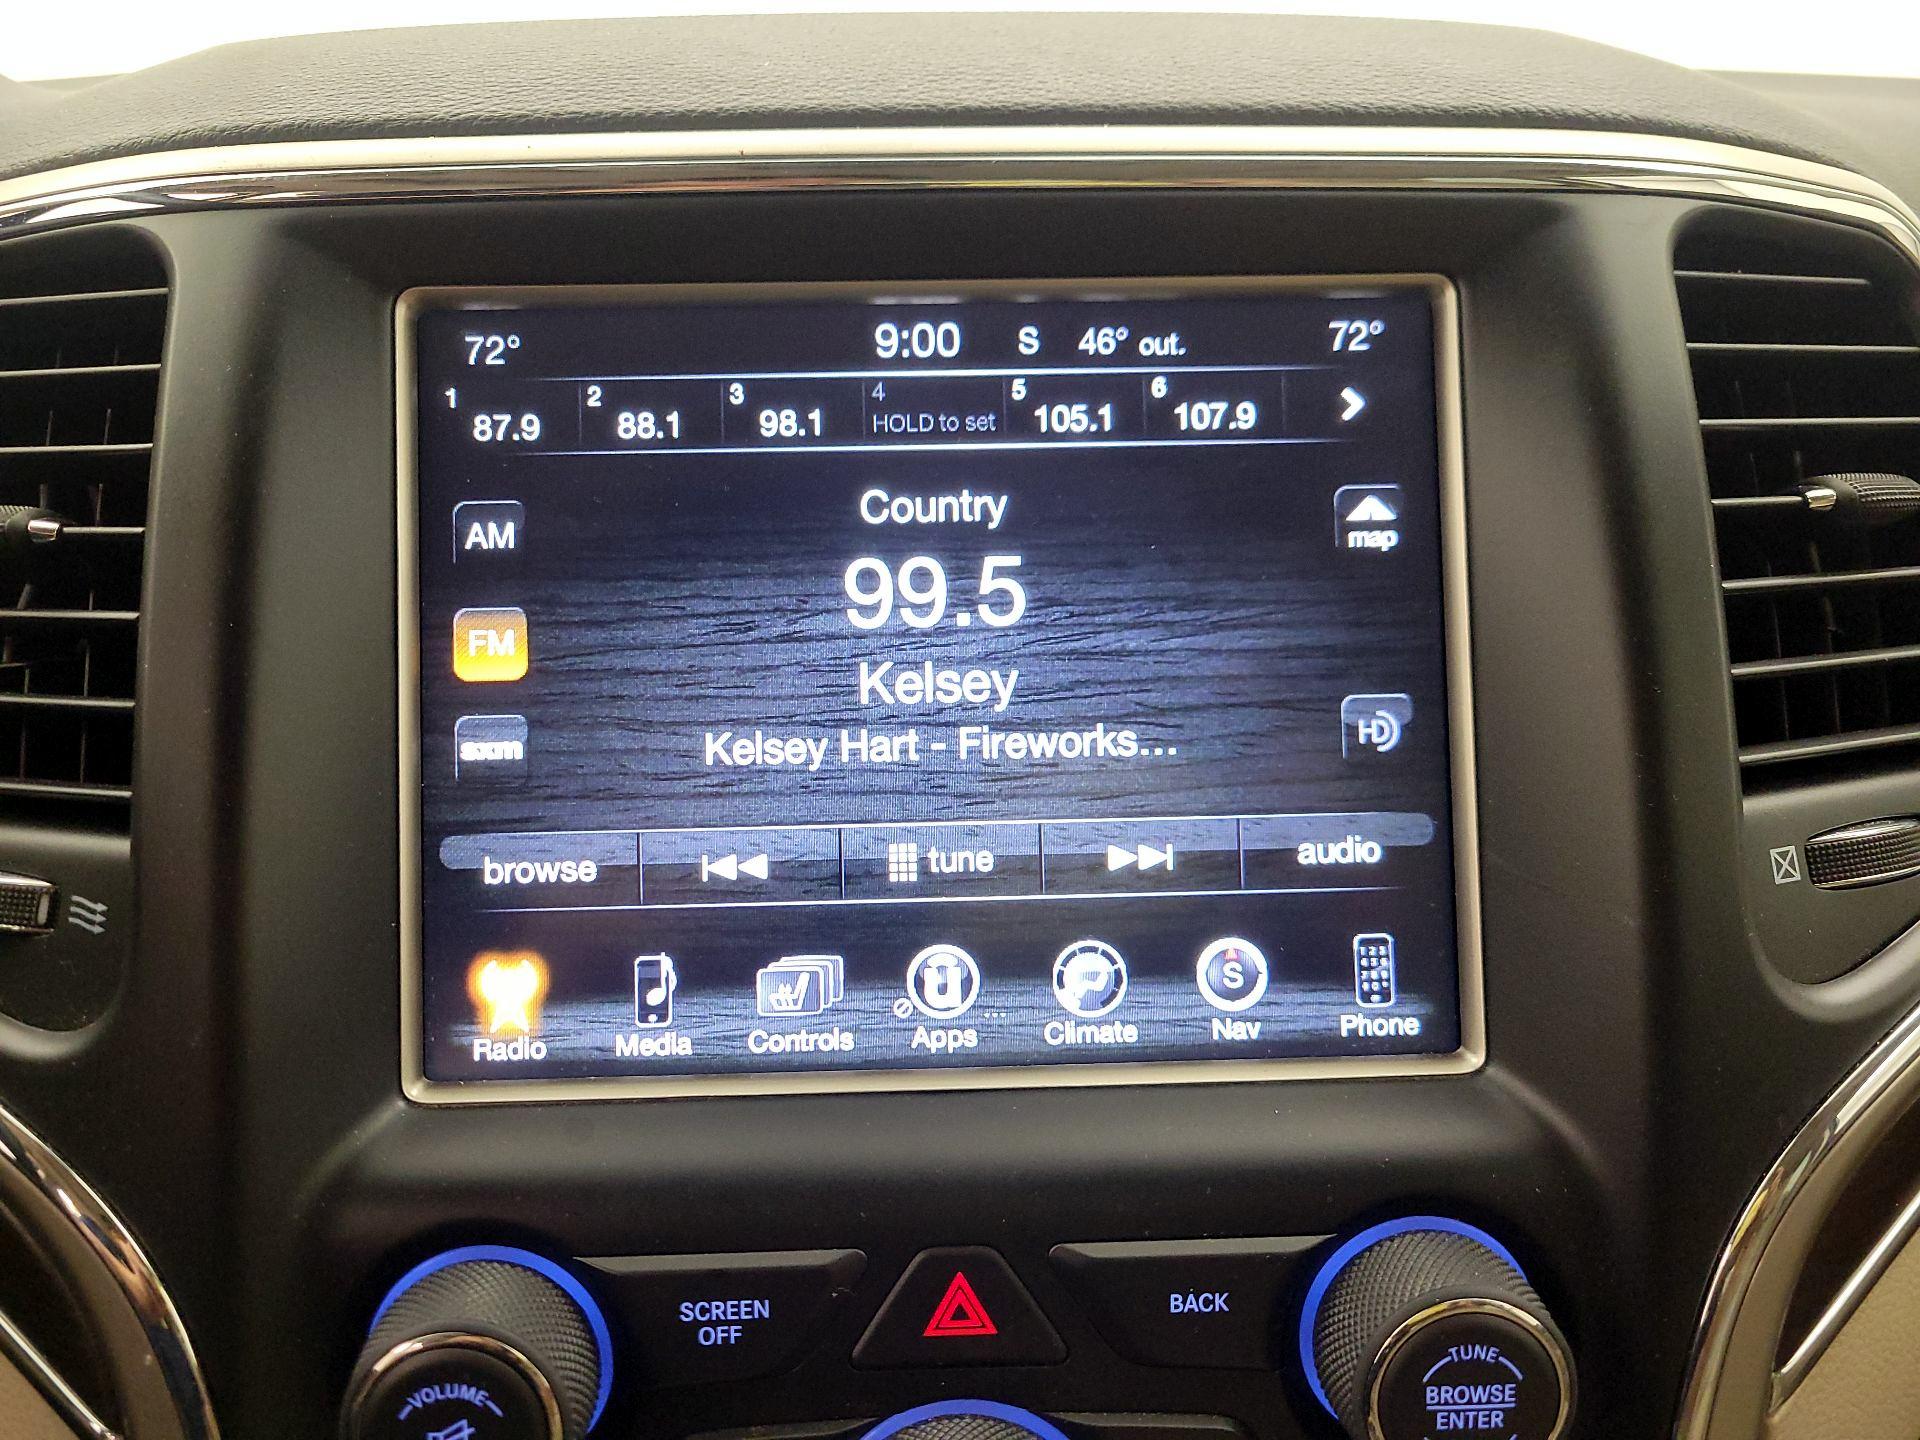 72° 9:00 S 46° out. 72°
1 87.9 2 88.1 3 98.1 4 HOLD to set 5 105.1 6 107.9
Country
AM
map
99.5
FM
Kelsey
Kelsey Hart - Fireworks...
sxm
HD
browse tune audio
S
Radio Media Controls Apps ... Climate Nav Phone
SCREEN
OFF
BACK
VOLUME
TUNE
BROWSE
ENTER